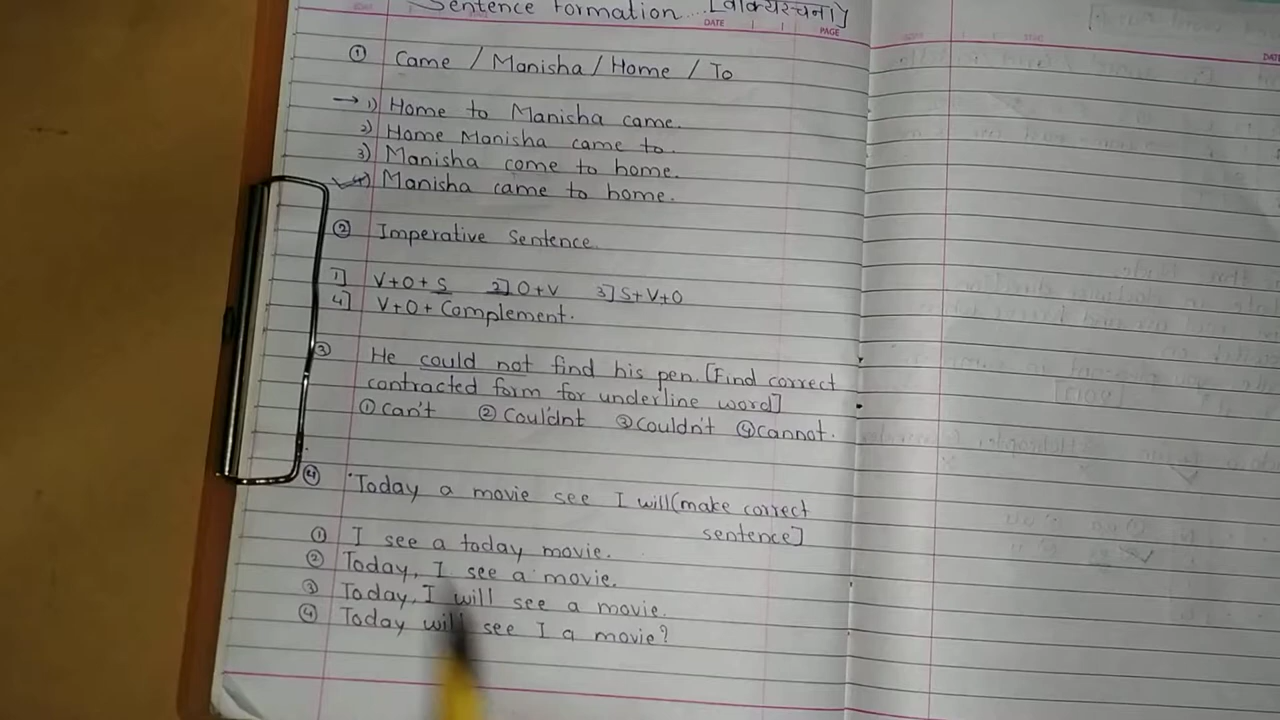 Sentence Formation... [वाक्यरचना]
DATE
PAGE
① Came / Manisha / Home / To
→ 1) Home to Manisha came.
2) Home Manisha came to.
3) Manisha come to home.
4) Manisha came to home.
② Imperative Sentence
1] V+O+S 2] O+V 3] S+V+O
4] V+O+Complement.
③ He could not find his pen. [Find correct
contracted form for underline word]
① Can't ② Could'nt ③ Couldn't ④ Cannot.
④ Today a movie see I will (make correct
sentence]
① I see a today movie.
② Today, I see a movie.
③ Today, I will see a movie.
④ Today will see I a movie?